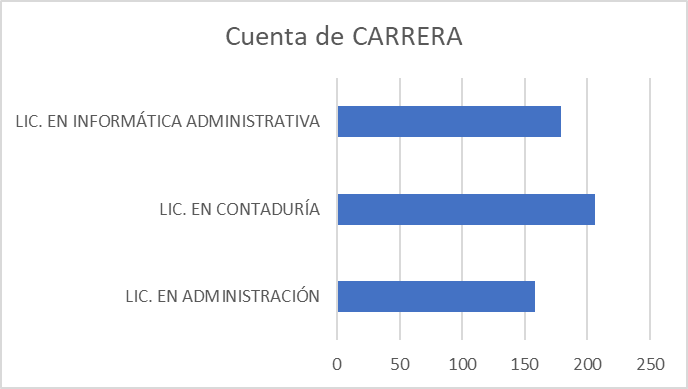 Cuenta de CARRERA
LIC. EN INFORMÁTICA ADMINISTRATIVA
LIC. EN CONTADURÍA
LIC. EN ADMINISTRACIÓN
0 50 100 150 200 250